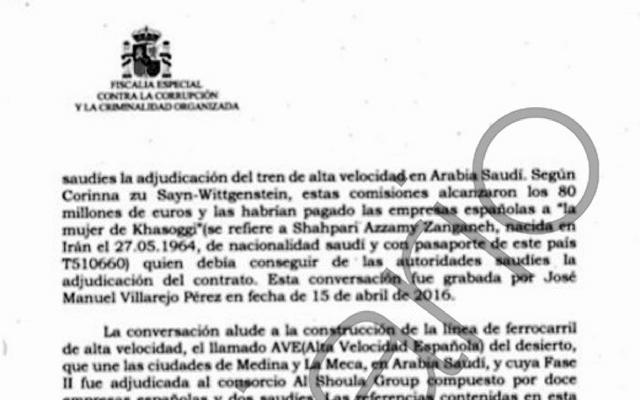 FISCALIA ESPECIAL
CONTRA LA CORRUPCIÓN
Y LA CRIMINALIDAD ORGANIZADA
saudíes la adjudicación del tren de alta velocidad en Arabia Saudí. Según
Corinna zu Sayn-Wittgenstein, estas comisiones alcanzaron los 80
millones de euros y las habrían pagado las empresas españolas a "la
mujer de Khasoggi"(se refiere a Shahpari Azzamy Zanganeh, nacida en
Irán el 27.05.1964, de nacionalidad saudí y con pasaporte de este país
T510660) quien debía conseguir de las autoridades saudíes la
adjudicación del contrato. Esta conversación fue grabada por José
Manuel Villarejo Pérez en fecha de 15 de abril de 2016.
La conversación alude a la construcción de la línea de ferrocarril
de alta velocidad, el llamado AVE(Alta Velocidad Española) del desierto,
que une las ciudades de Medina y La Meca, en Arabia Saudí, y cuya Fase
II fue adjudicada al consorcio Al Shoula Group compuesto por doce
empresas españolas y dos saudíes. Las referencias contenidas en esta
ario